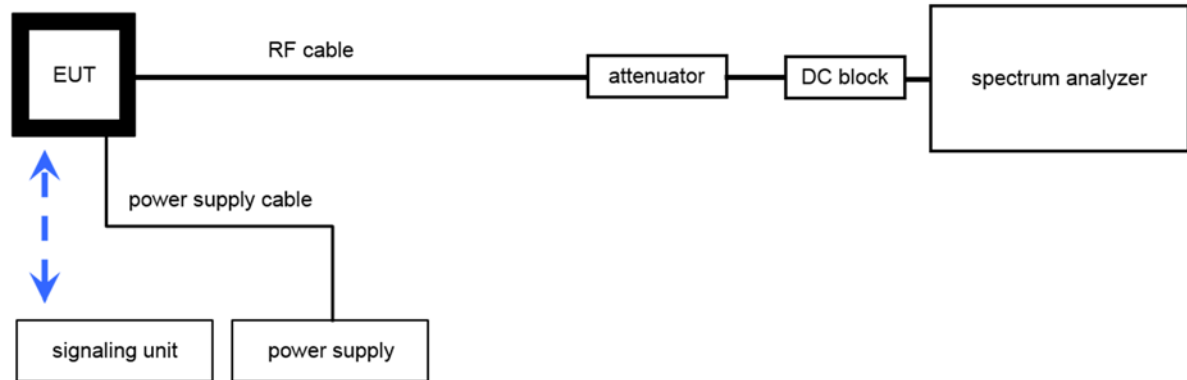 EUT
RF cable
attenuator
DC block
spectrum analyzer
power supply cable
signaling unit
power supply